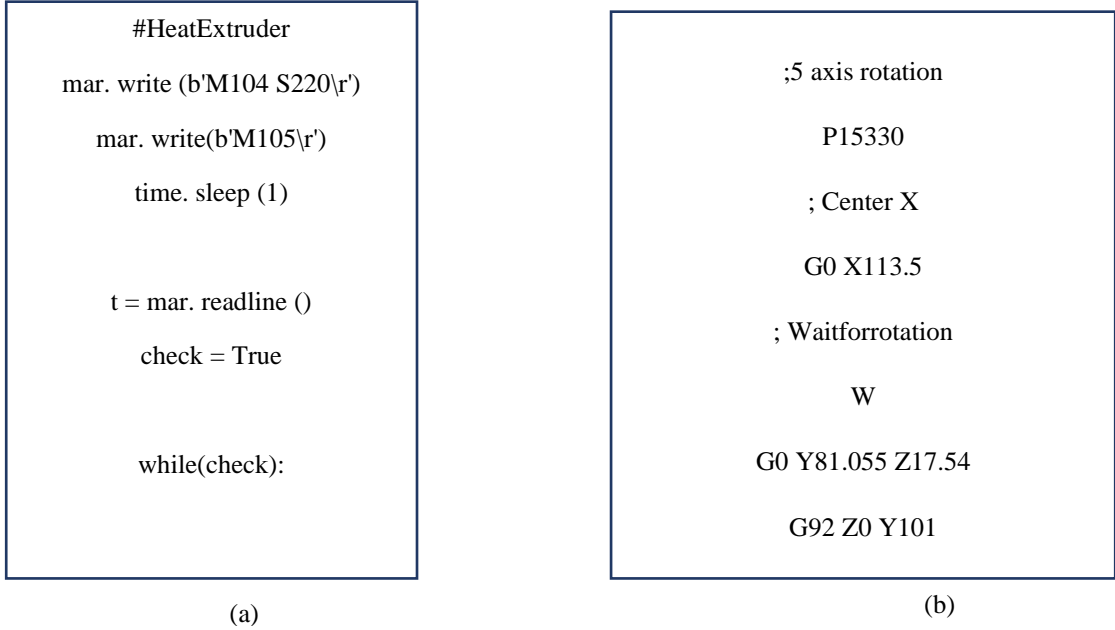 #HeatExtruder
mar. write (b'M104 S220\r')
mar. write(b'M105\r')
time. sleep (1)
t = mar. readline ()
check = True
while(check):
(a)
;5 axis rotation
P15330
; Center X
G0 X113.5
; Waitforrotation
W
G0 Y81.055 Z17.54
G92 Z0 Y101
(b)